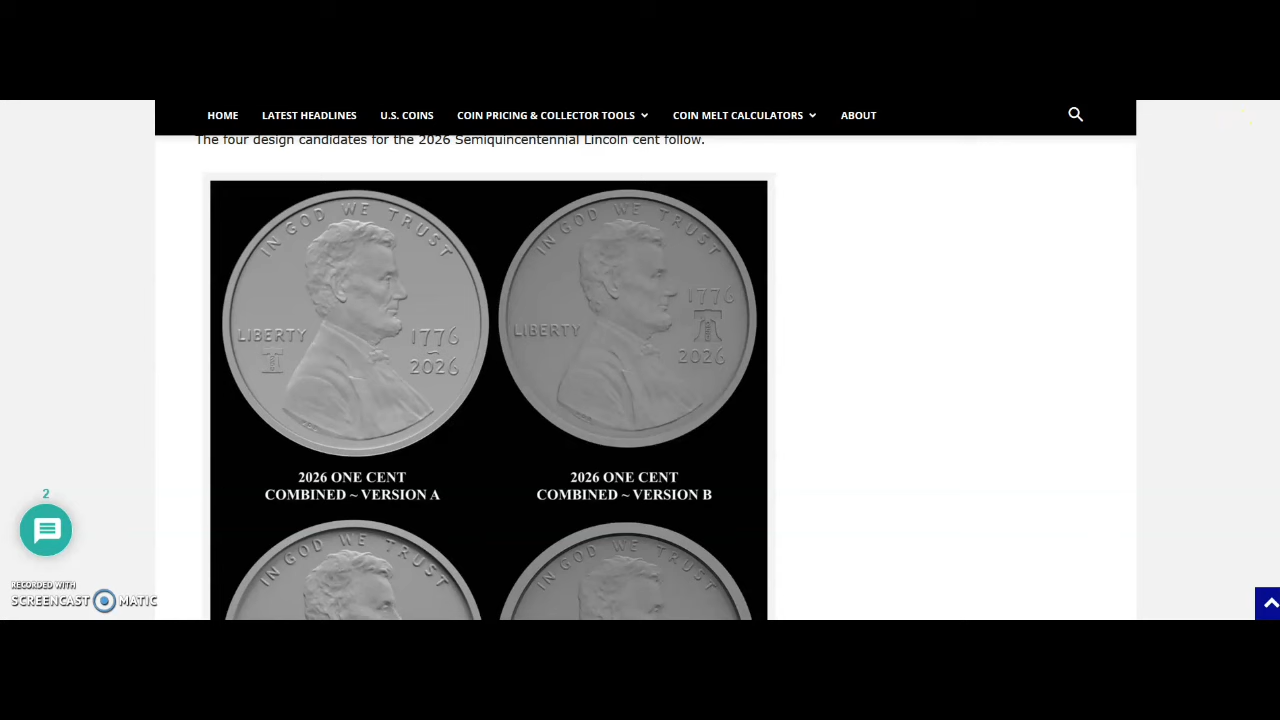 HOME LATEST HEADLINES U.S. COINS COIN PRICING & COLLECTOR TOOLS COIN MELT CALCULATORS ABOUT
The four design candidates for the 2026 Semiquincentennial Lincoln cent follow.
IN GOD WE TRUST
LIBERTY
1776
~
2026
IN GOD WE TRUST
LIBERTY
1776
2026
2026 ONE CENT
COMBINED ~ VERSION A
2026 ONE CENT
COMBINED ~ VERSION B
IN GOD WE TRUST
IN GOD WE TRUST
2
RECORDED WITH
SCREENCAST MATIC